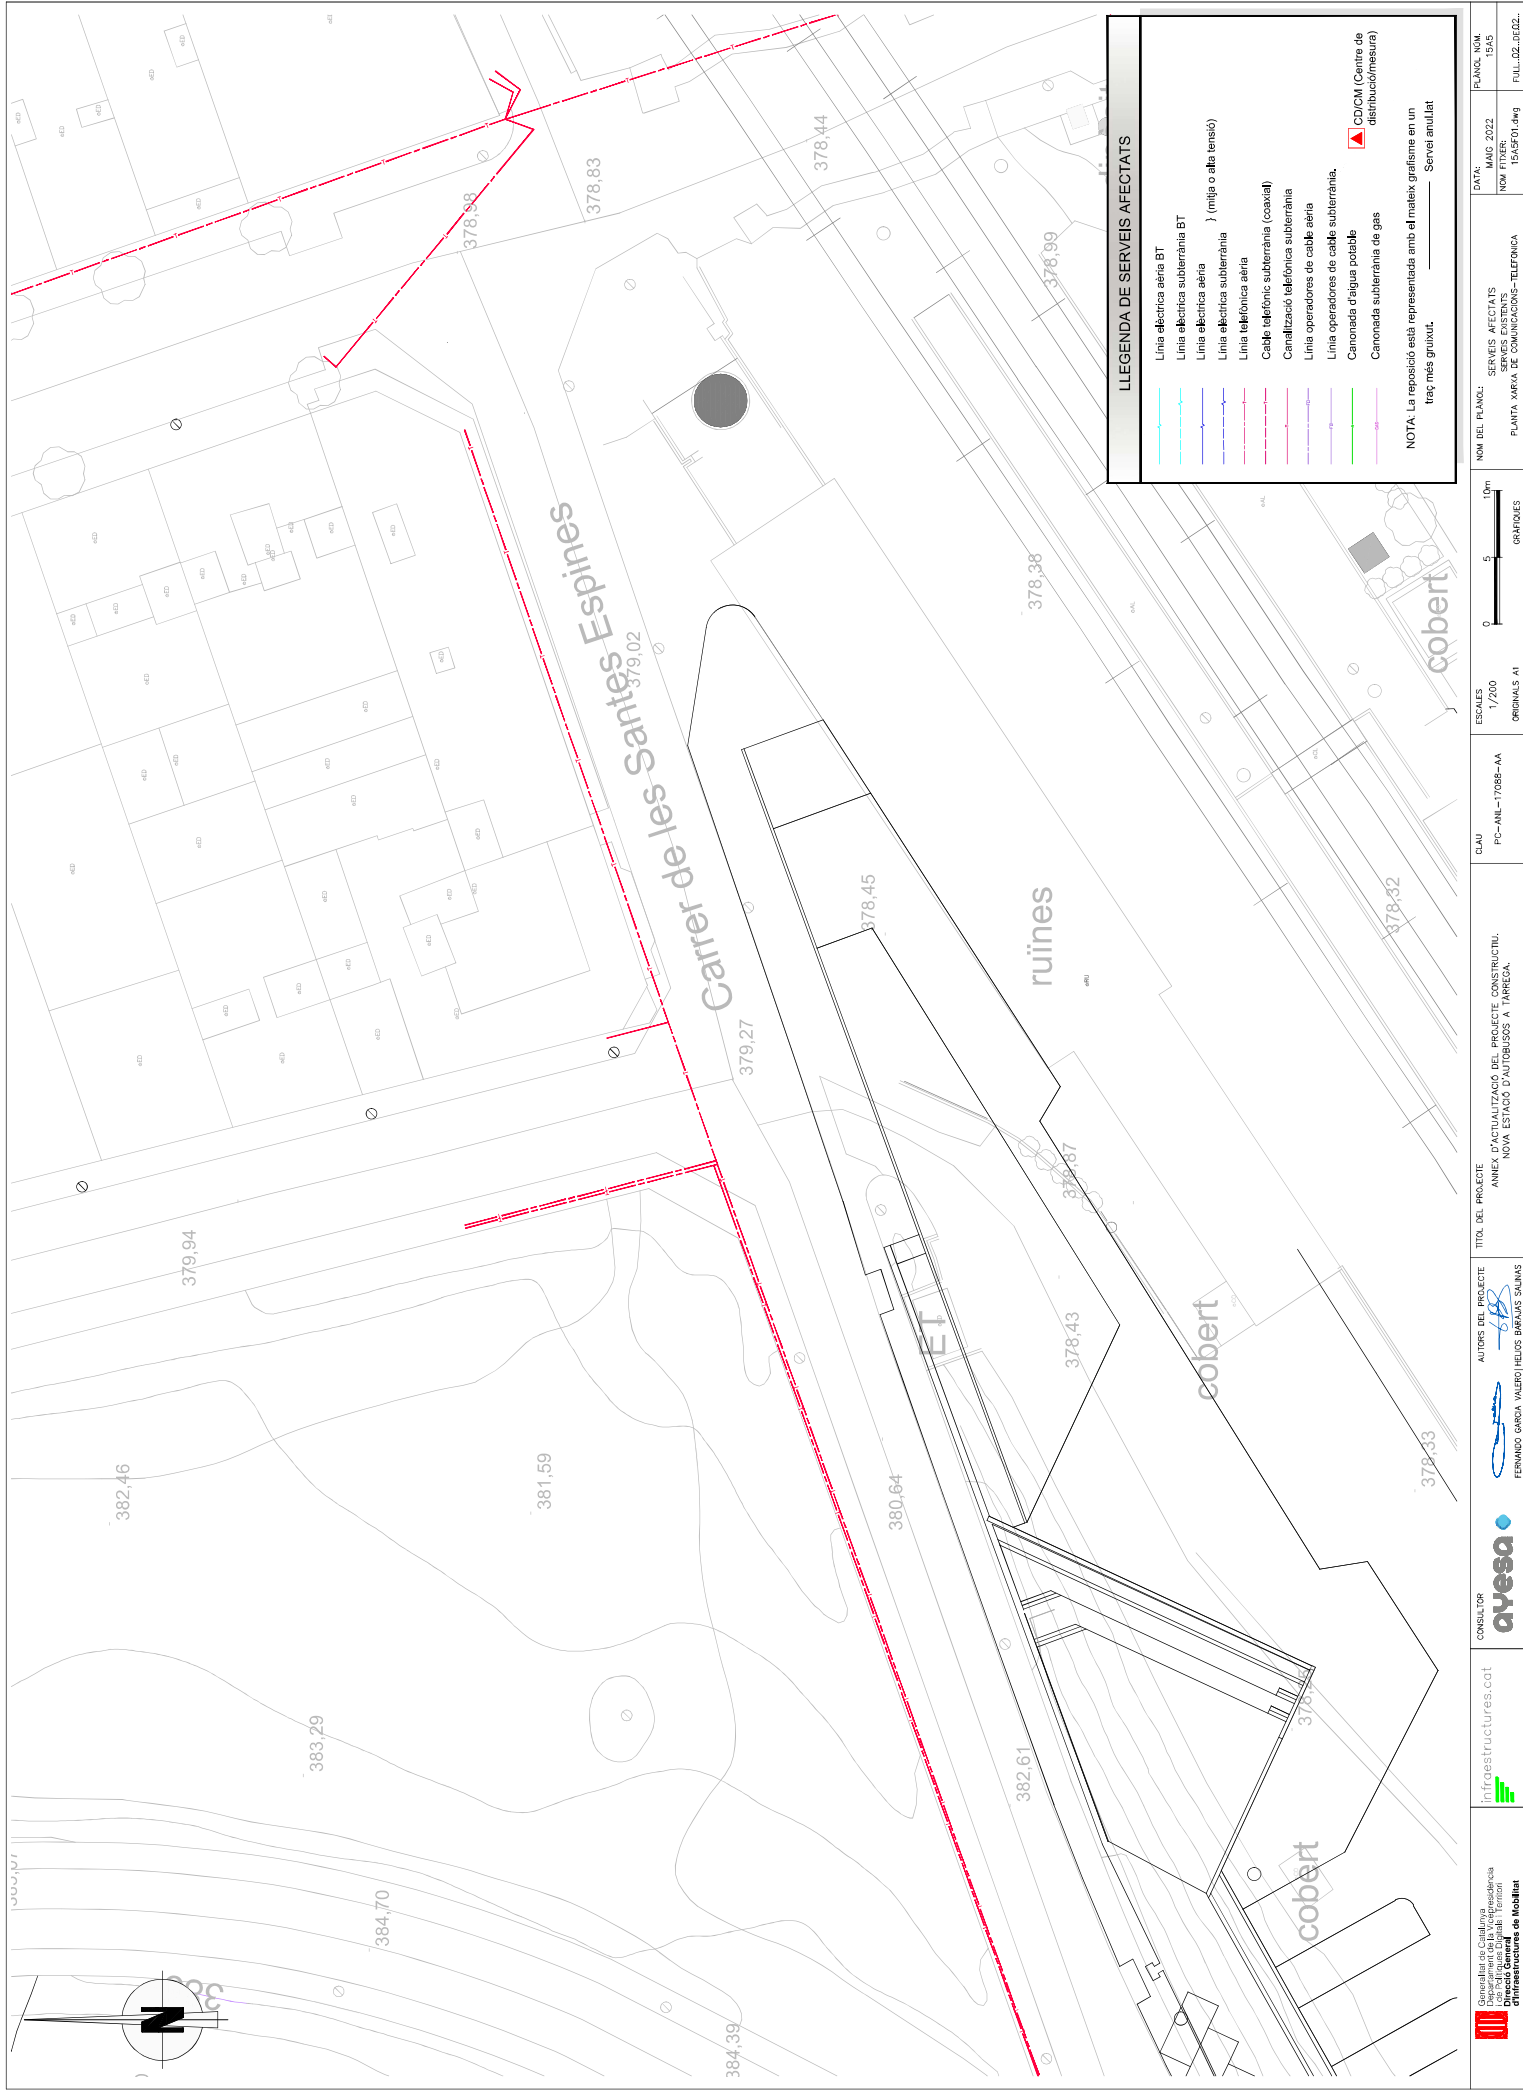 LLEGENDA DE SERVEIS AFECTATS
Línia elèctrica aèria BT
Línia elèctrica subterrània BT
Línia elèctrica aèria
Línia elèctrica subterrània
} (mitja o alta tensió)
Línia telefònica aèria
Cable telefònic subterrània (coaxial)
Canalització telefònica subterrània
Línia operadores de cable aèria
Línia operadores de cable subterrània.
Canonada d'aigua potable
Canonada subterrània de gas
CD/CM (Centre de
distribució/mesura)
NOTA: La reposició està representada amb el mateix grafisme en un
traç més gruixut.
Servei anul.lat
Carrer de les Santes Espines
ruïnes
cobert
cobert
cobert
ET
N
378,98
378,83
378,44
378,99
378,38
379,02
378,45
378,32
379,27
379,94
378,87
378,43
378,33
382,46
381,59
380,64
383,29
382,61
384,70
384,39
Generalitat de Catalunya
Departament de la Vicepresidència
i de Polítiques Digitals i Territori
Direcció General
d'Infraestructures de Mobilitat
infraestructures.cat
CONSULTOR
ayesa
AUTORS DEL PROJECTE
FERNANDO GARCIA VALERO
HELIOS BARAJAS SALINAS
TITOL DEL PROJECTE
ANNEX D'ACTUALITZACIÓ DEL PROJECTE CONSTRUCTIU.
NOVA ESTACIÓ D'AUTOBUSOS A TÀRREGA.
CLAU
PC-ANL-17088-AA
ESCALES
1/200
ORIGINALS A1
0 5 10m
GRÀFIQUES
NOM DEL PLÀNOL:
SERVEIS AFECTATS
SERVEIS EXISTENTS
PLANTA XARXA DE COMUNICACIONS-TELEFONICA
DATA:
MAIG 2022
NOM FITXER:
15A5F01.dwg
PLÀNOL NÚM.
15A5
FULL..02..DE02..